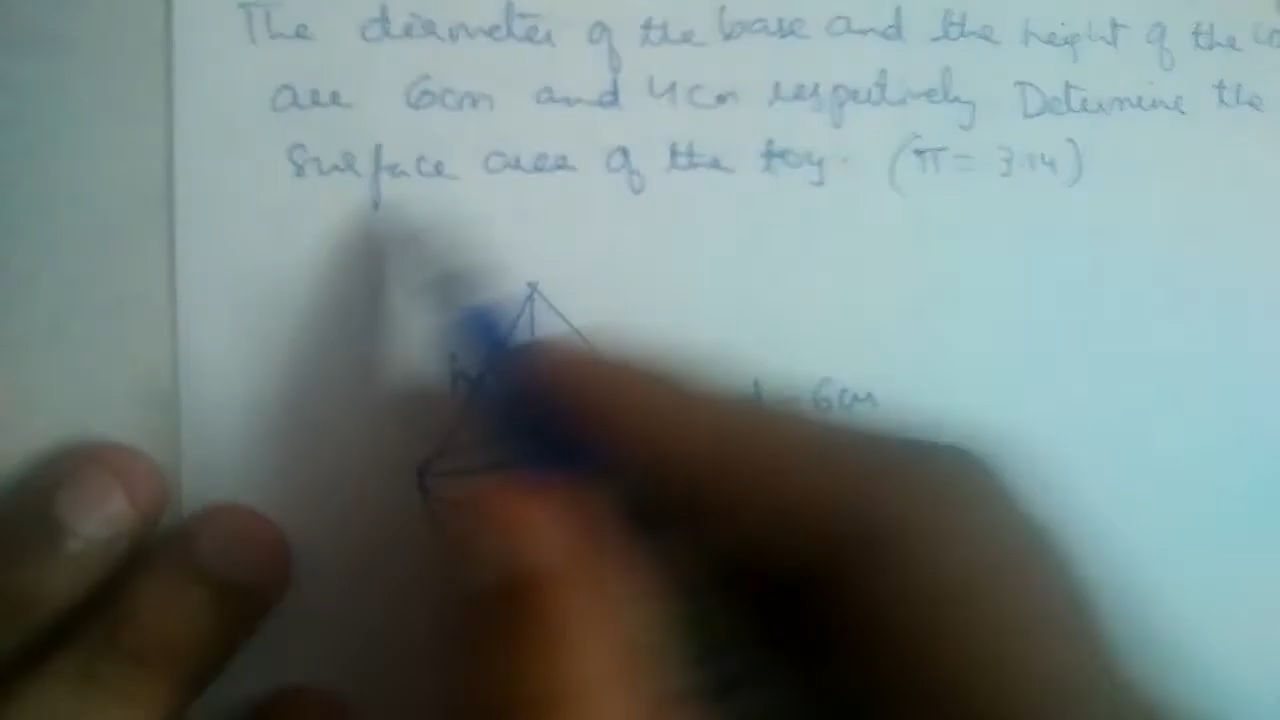 The diameter of the base and the height of the co
are 6cm and 4cm respectively Determine the
Surface area of the toy. (π = 3.14)
h
6cm